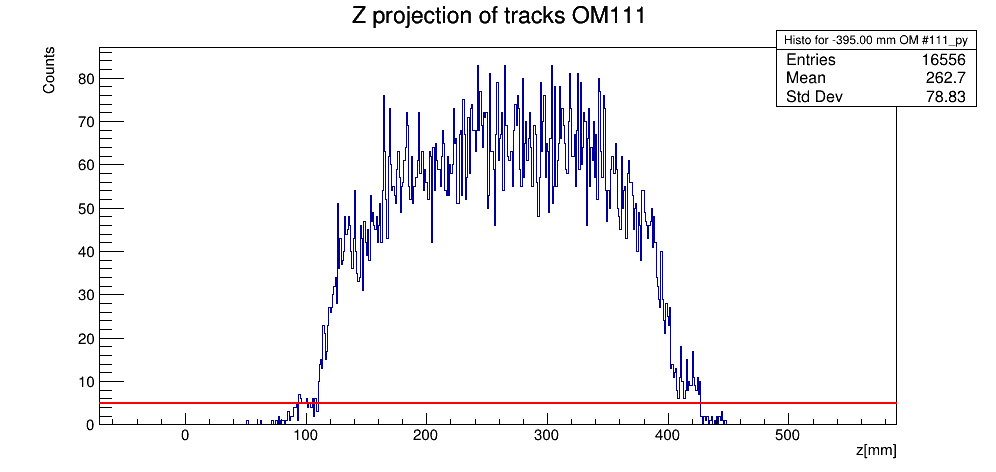 Z projection of tracks OM111
Histo for -395.00 mm OM #111_py
Entries 16556
Mean 262.7
Std Dev 78.83
Counts
80
70
60
50
40
30
20
10
0
0 100 200 300 400 500
z[mm]